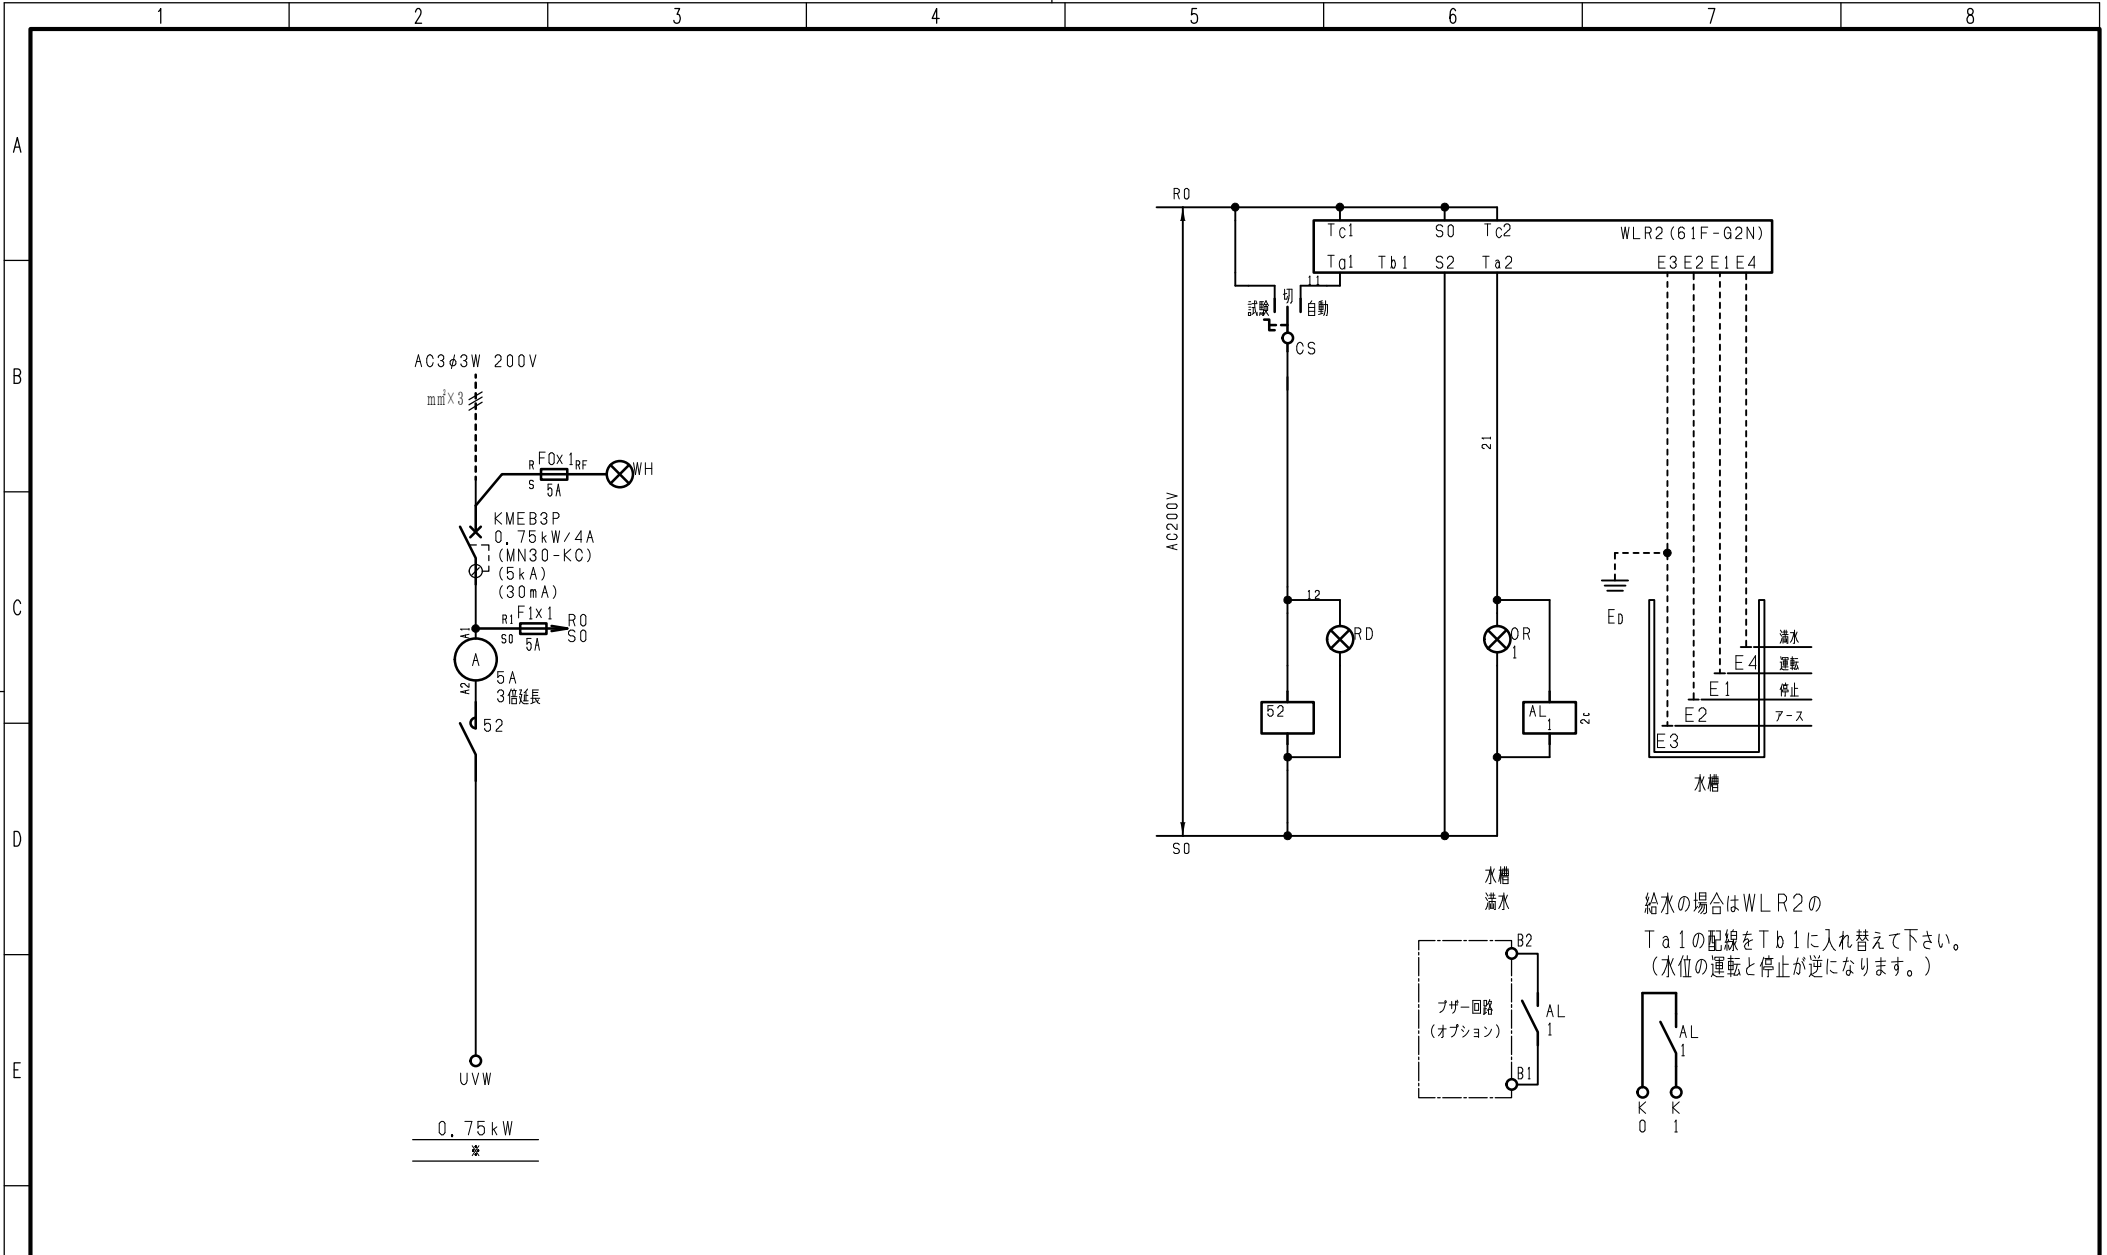 1 2 3 4 5 6 7 8
A
B
C
D
E
AC3φ3W 200V
mm²×3
R F0x1 RF
S 5A
WH
KMEB3P
0.75kW/4A
(MN30-KC)
(5kA)
(30mA)
R1 F1x1 R0
S0 5A S0
A1
A
A2
5A
3倍延長
52
UVW
0.75kW
※
R0
AC200V
S0
Tc1 S0 Tc2 WLR2(61F-G2N)
Ta1 Tb1 S2 Ta2 E3 E2 E1 E4
11
試験 切 自動
CS
21
12
RD
52
OR
1
AL
1
2c
ED
満水
E4 運転
E1 停止
E2 アース
E3
水槽
水槽
満水
B2
ブザー回路
(オプション)
AL
1
B1
給水の場合はWLR2の
Ta1の配線をTb1に入れ替えて下さい。
(水位の運転と停止が逆になります。)
AL
1
K K
0 1